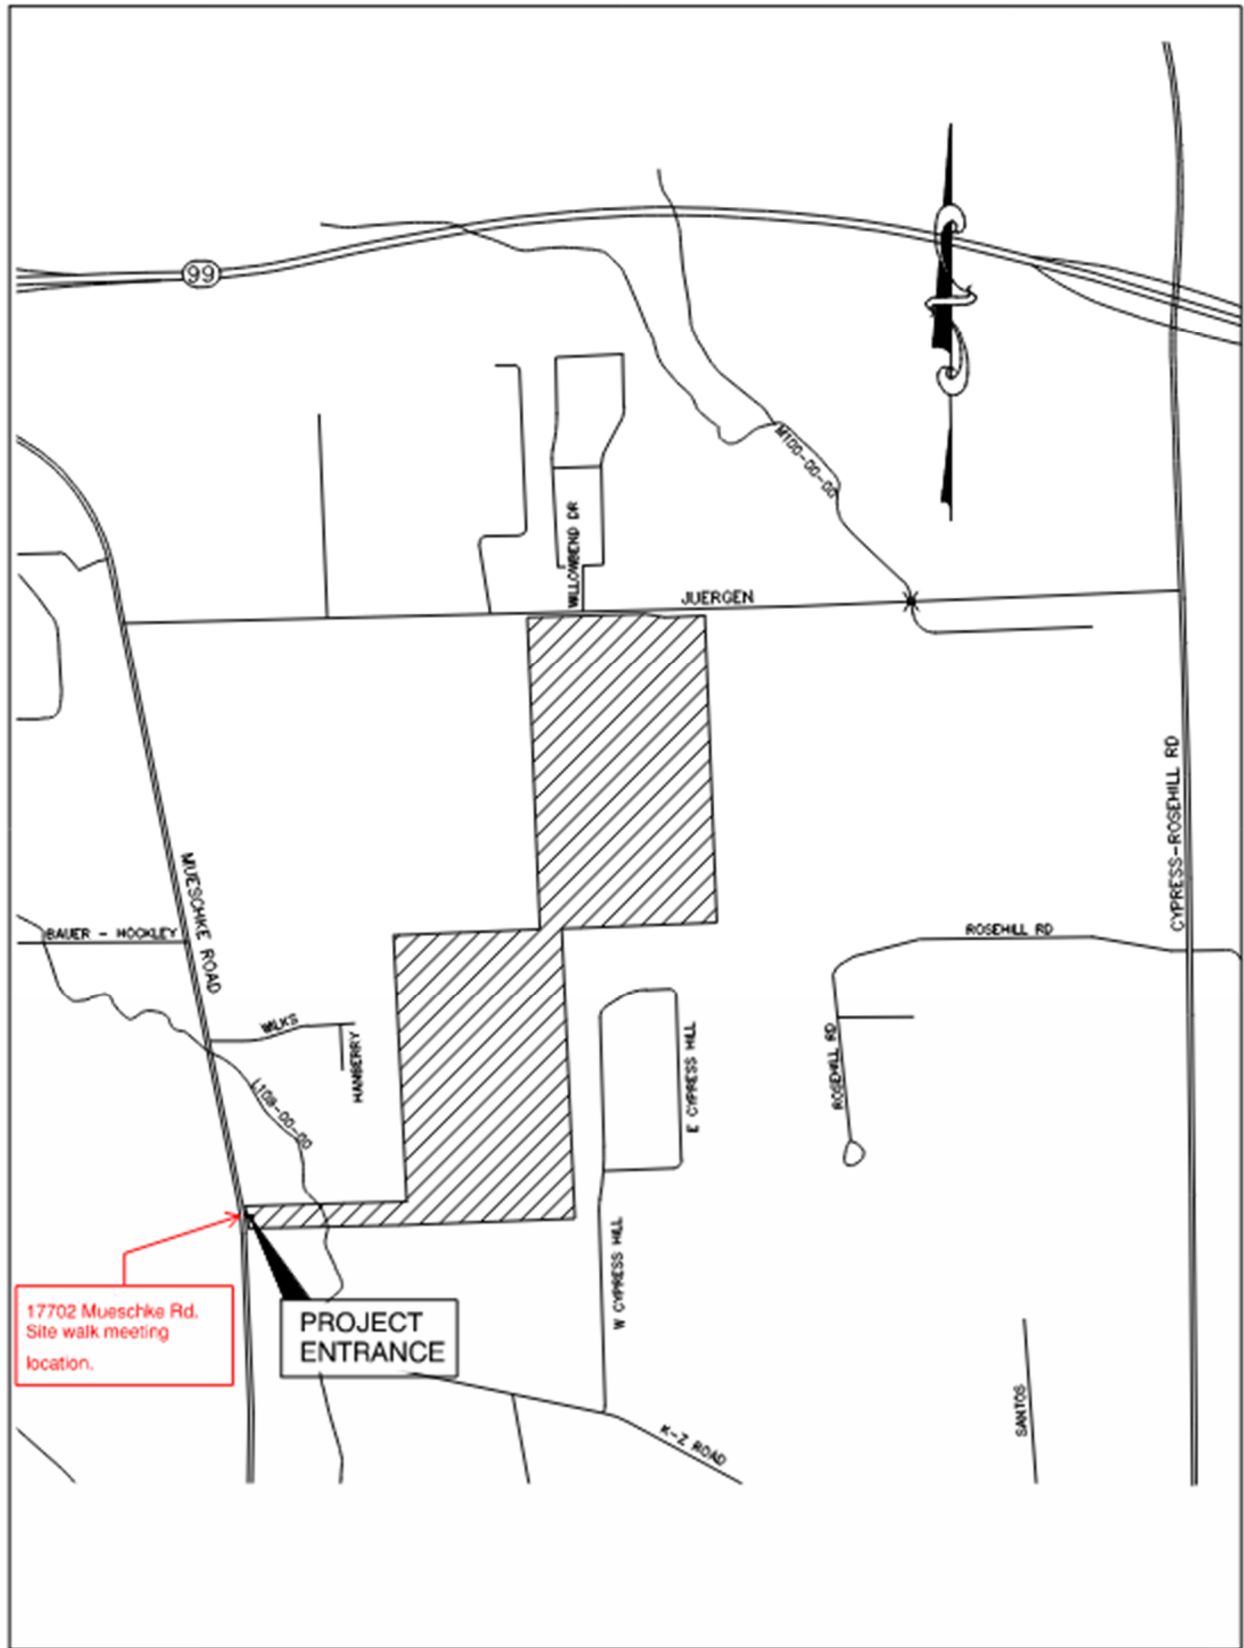 99
M100-00-00
WILLOWBEND DR
JUERGEN
CYPRESS-ROSEHILL RD
MUESCHKE ROAD
BAUER - HOCKLEY
ROSEHILL RD
WILKS
HANBERRY
E CYPRESS HILL
ROSEHILL RD
L109-00-00
W CYPRESS HILL
17702 Mueschke Rd.
Site walk meeting
location.
PROJECT
ENTRANCE
SANTOS
K-Z ROAD